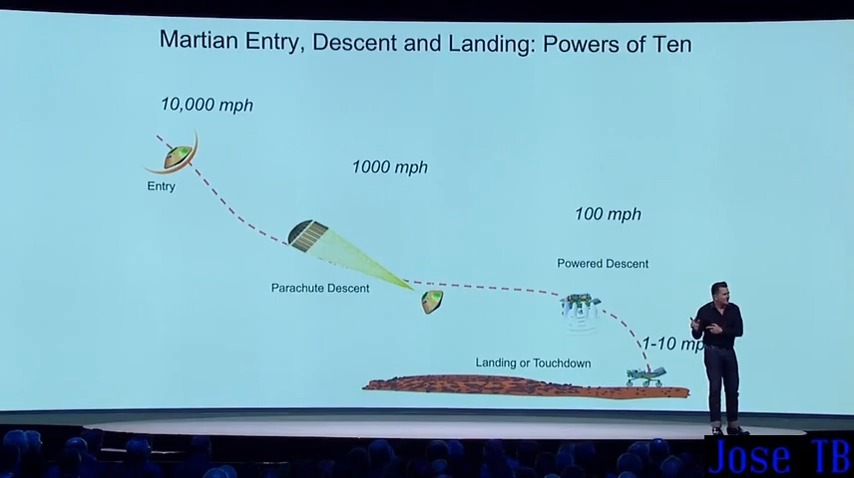 Martian Entry, Descent and Landing: Powers of Ten
10,000 mph
1000 mph
Entry
100 mph
Powered Descent
Parachute Descent
1-10 mp
Landing or Touchdown
Jose TB